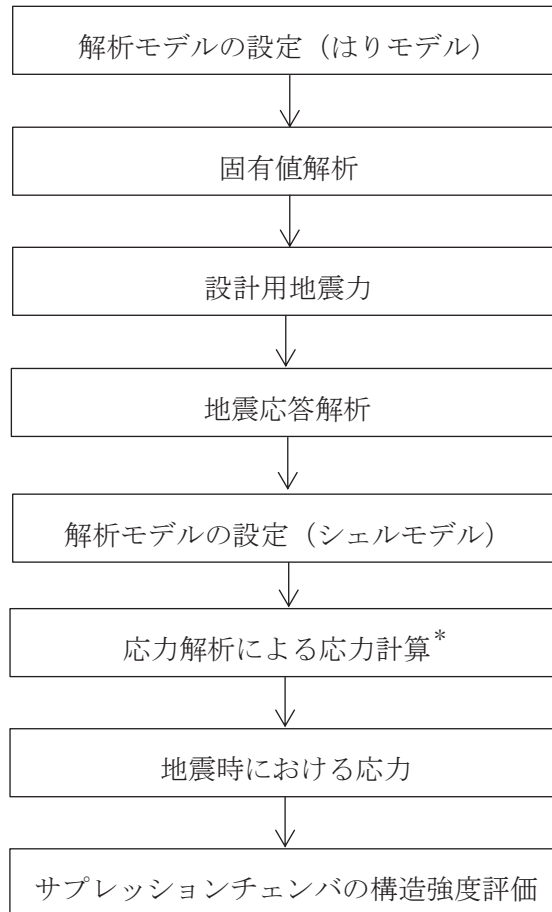 解析モデルの設定（はりモデル）
固有値解析
設計用地震力
地震応答解析
解析モデルの設定（シェルモデル）
応力解析による応力計算*
地震時における応力
サプレッションチェンバの構造強度評価